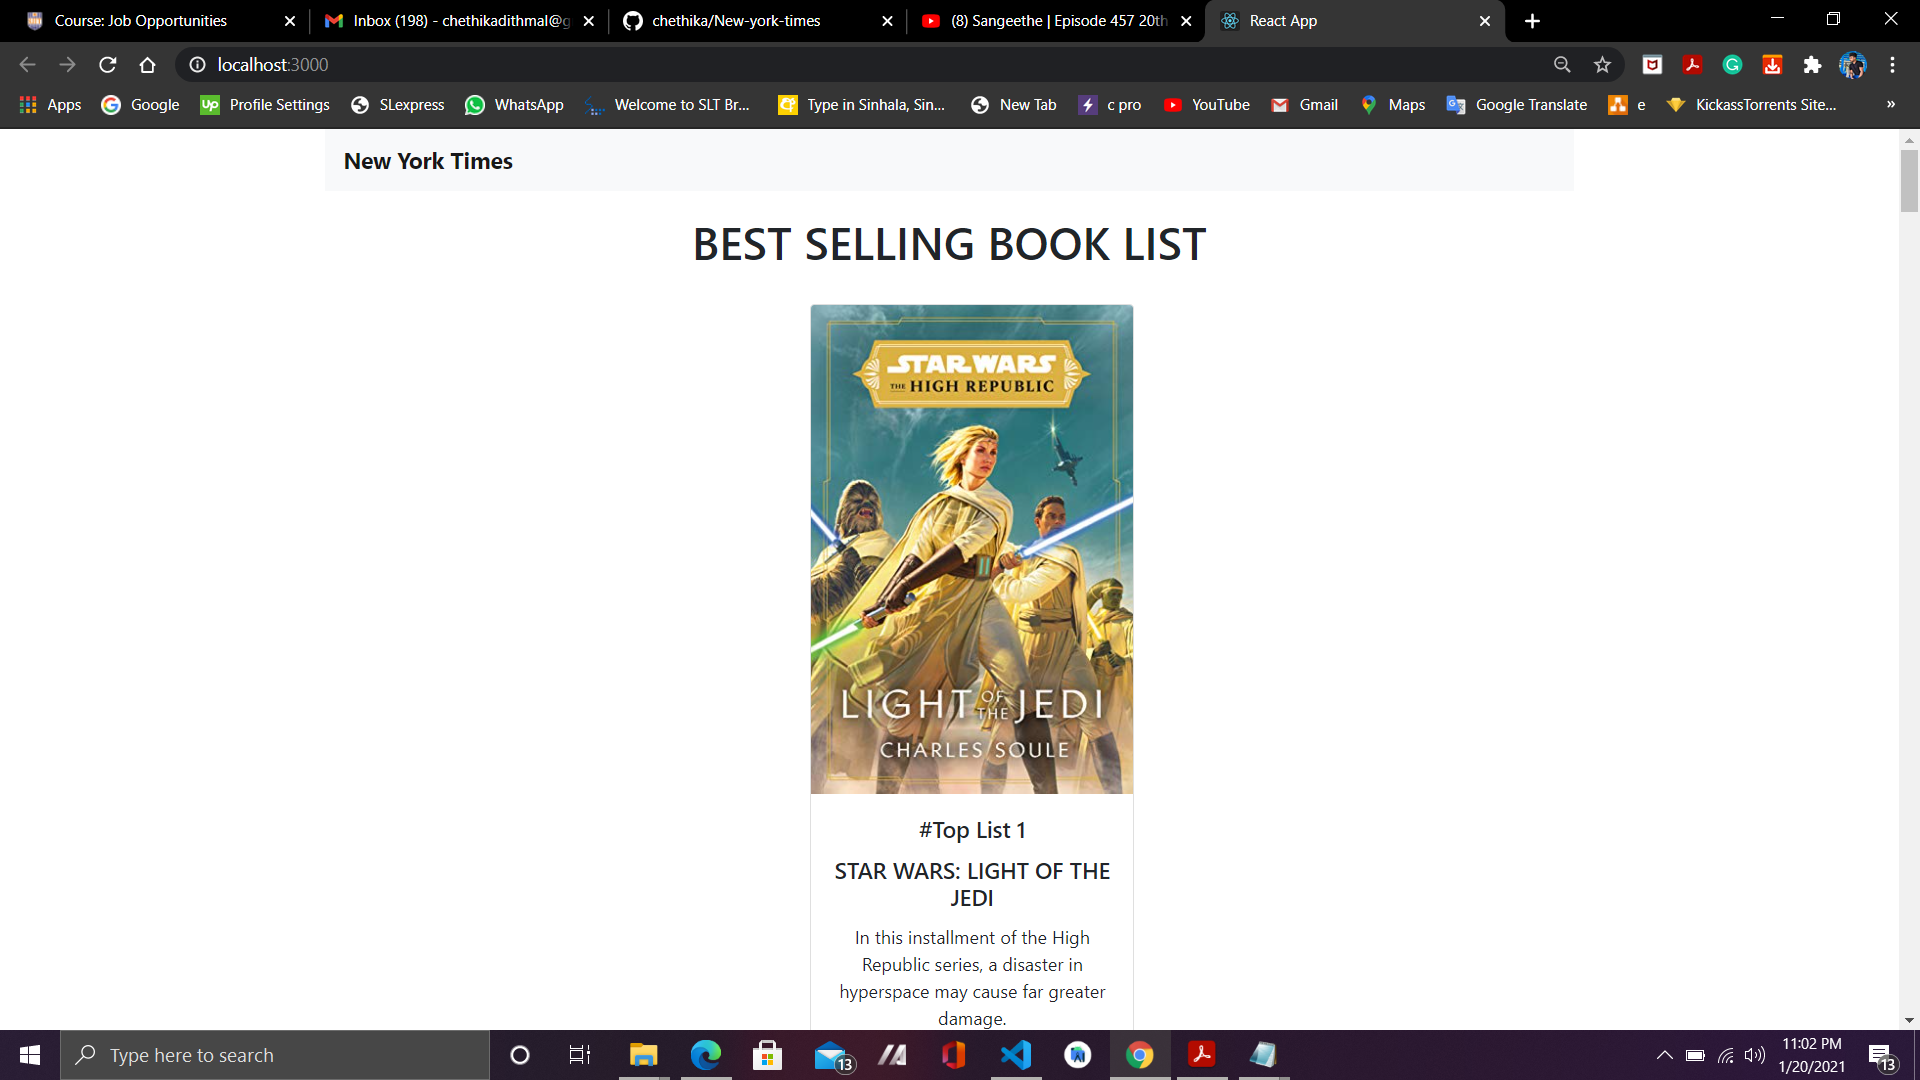 Course: Job Opportunities
Inbox (198) - chethikadithmal@g
chethika/New-york-times
(8) Sangeethe | Episode 457 20th
React App
localhost:3000
Apps
Google
Up
Profile Settings
SLexpress
WhatsApp
Welcome to SLT Br...
Type in Sinhala, Sin...
New Tab
c pro
YouTube
Gmail
Maps
Google Translate
e
KickassTorrents Site...
»
New York Times
BEST SELLING BOOK LIST
STAR WARS
THE HIGH REPUBLIC
LIGHT OF THE JEDI
CHARLES SOULE
#Top List 1
STAR WARS: LIGHT OF THE
JEDI
In this installment of the High
Republic series, a disaster in
hyperspace may cause far greater
damage.
Type here to search
13
11:02 PM
1/20/2021
13